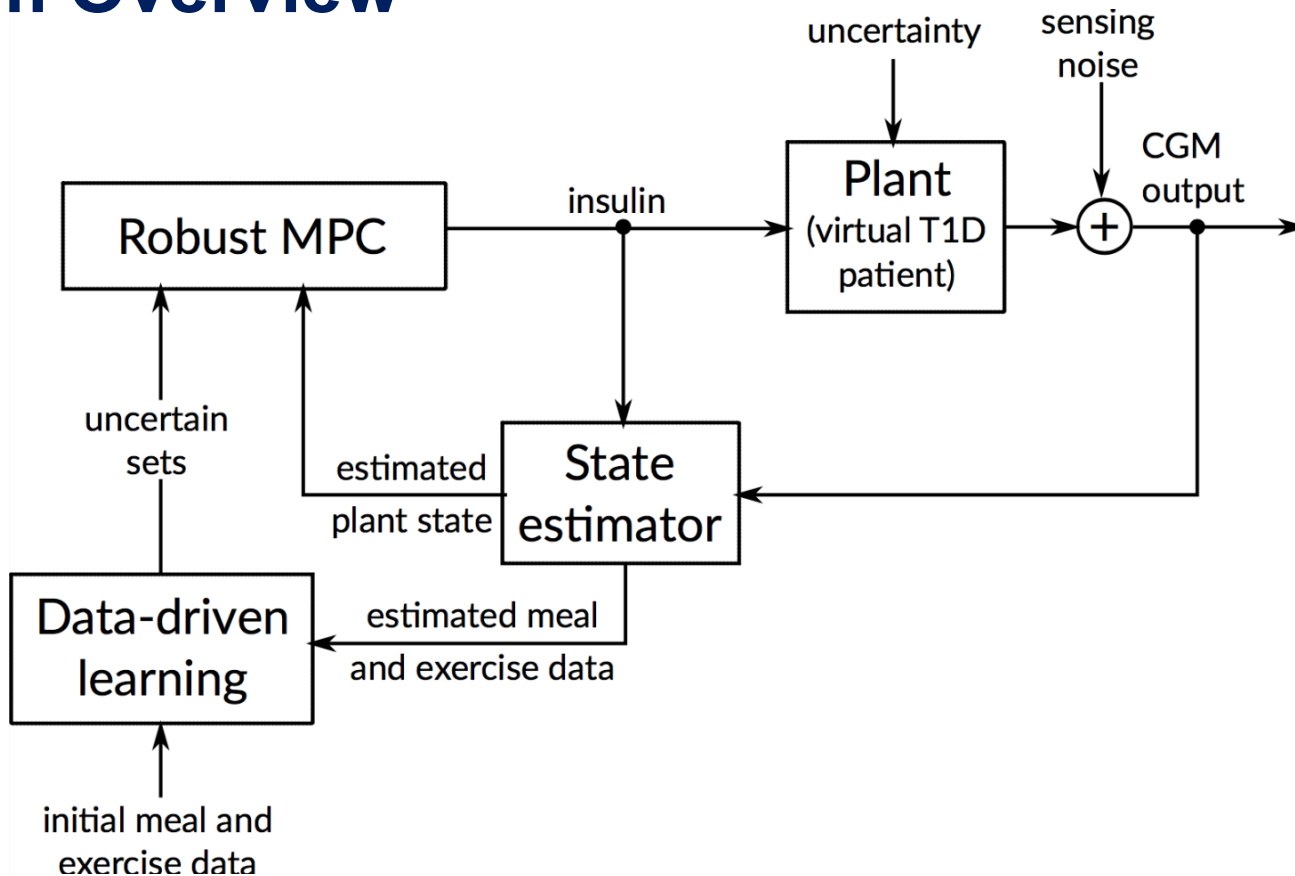 Overview
uncertainty
sensing
noise
CGM
output
Robust MPC
insulin
Plant
(virtual T1D
patient)
+
uncertain
sets
estimated
plant state
State
estimator
Data-driven
learning
estimated meal
and exercise data
initial meal and
exercise data